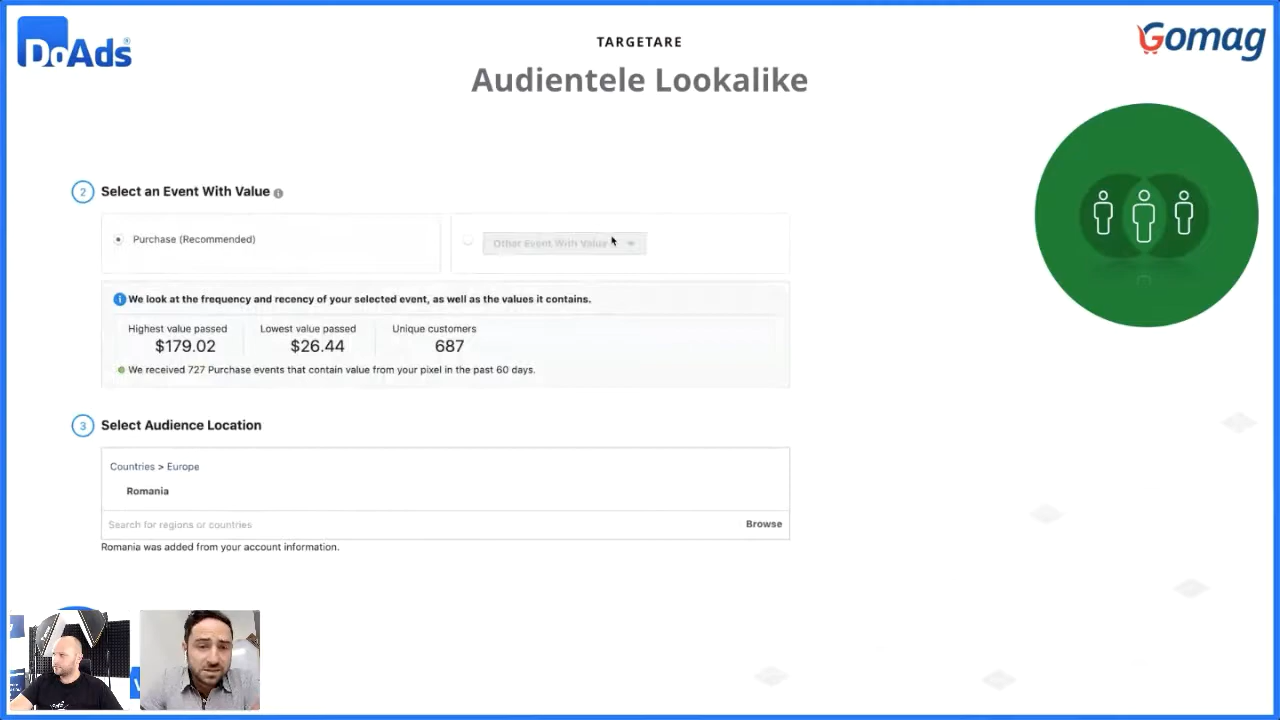 DoAds
TARGETARE
Gomag
Audientele Lookalike
2 Select an Event With Value
Purchase (Recommended)
Other Event With Value
We look at the frequency and recency of your selected event, as well as the values it contains.
Highest value passed Lowest value passed Unique customers
$179.02 $26.44 687
We received 727 Purchase events that contain value from your pixel in the past 60 days.
3 Select Audience Location
Countries > Europe
Romania
Search for regions or countries Browse
Romania was added from your account information.